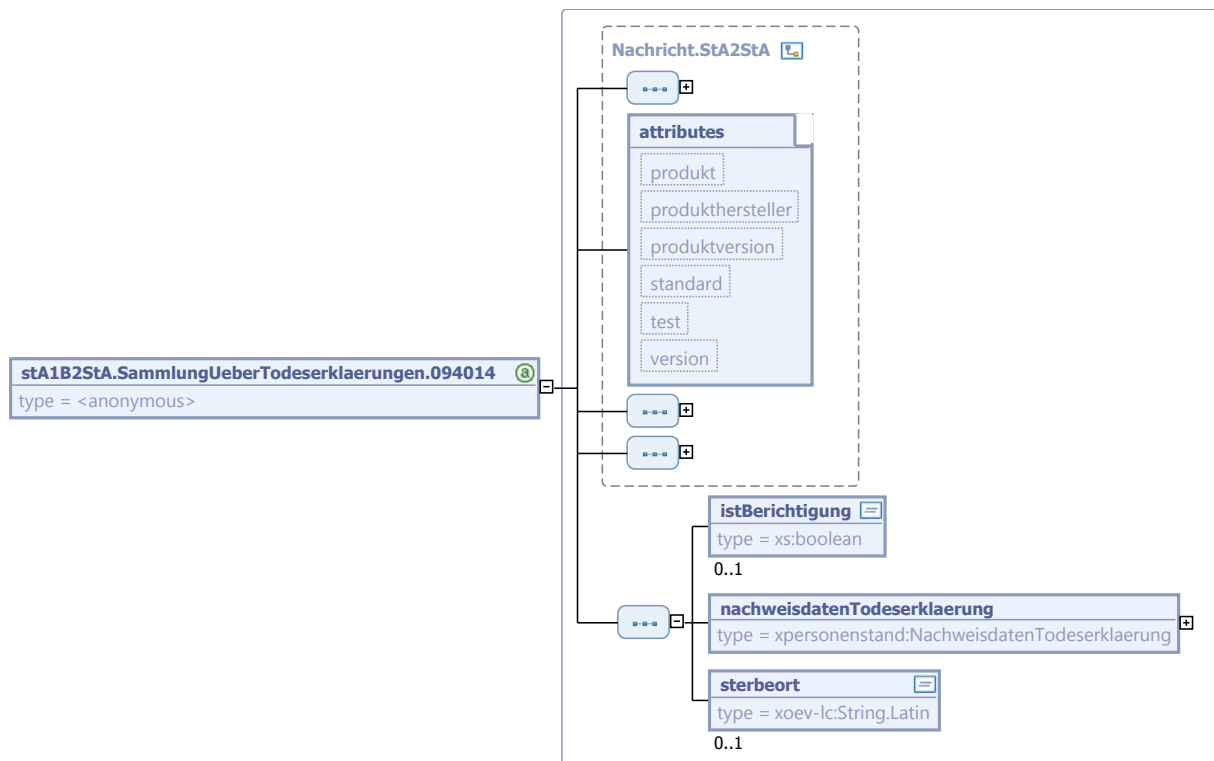 Nachricht.StA2StA
attributes
produkt
produkthersteller
produktversion
standard
test
version
stA1B2StA.SammlungUeberTodeserklaerungen.094014
a
type = <anonymous>
istBerichtigung
type = xs:boolean
0..1
nachweisdatenTodeserklaerung
type = xpersonenstand:NachweisdatenTodeserklaerung
sterbeort
type = xoev-lc:String.Latin
0..1